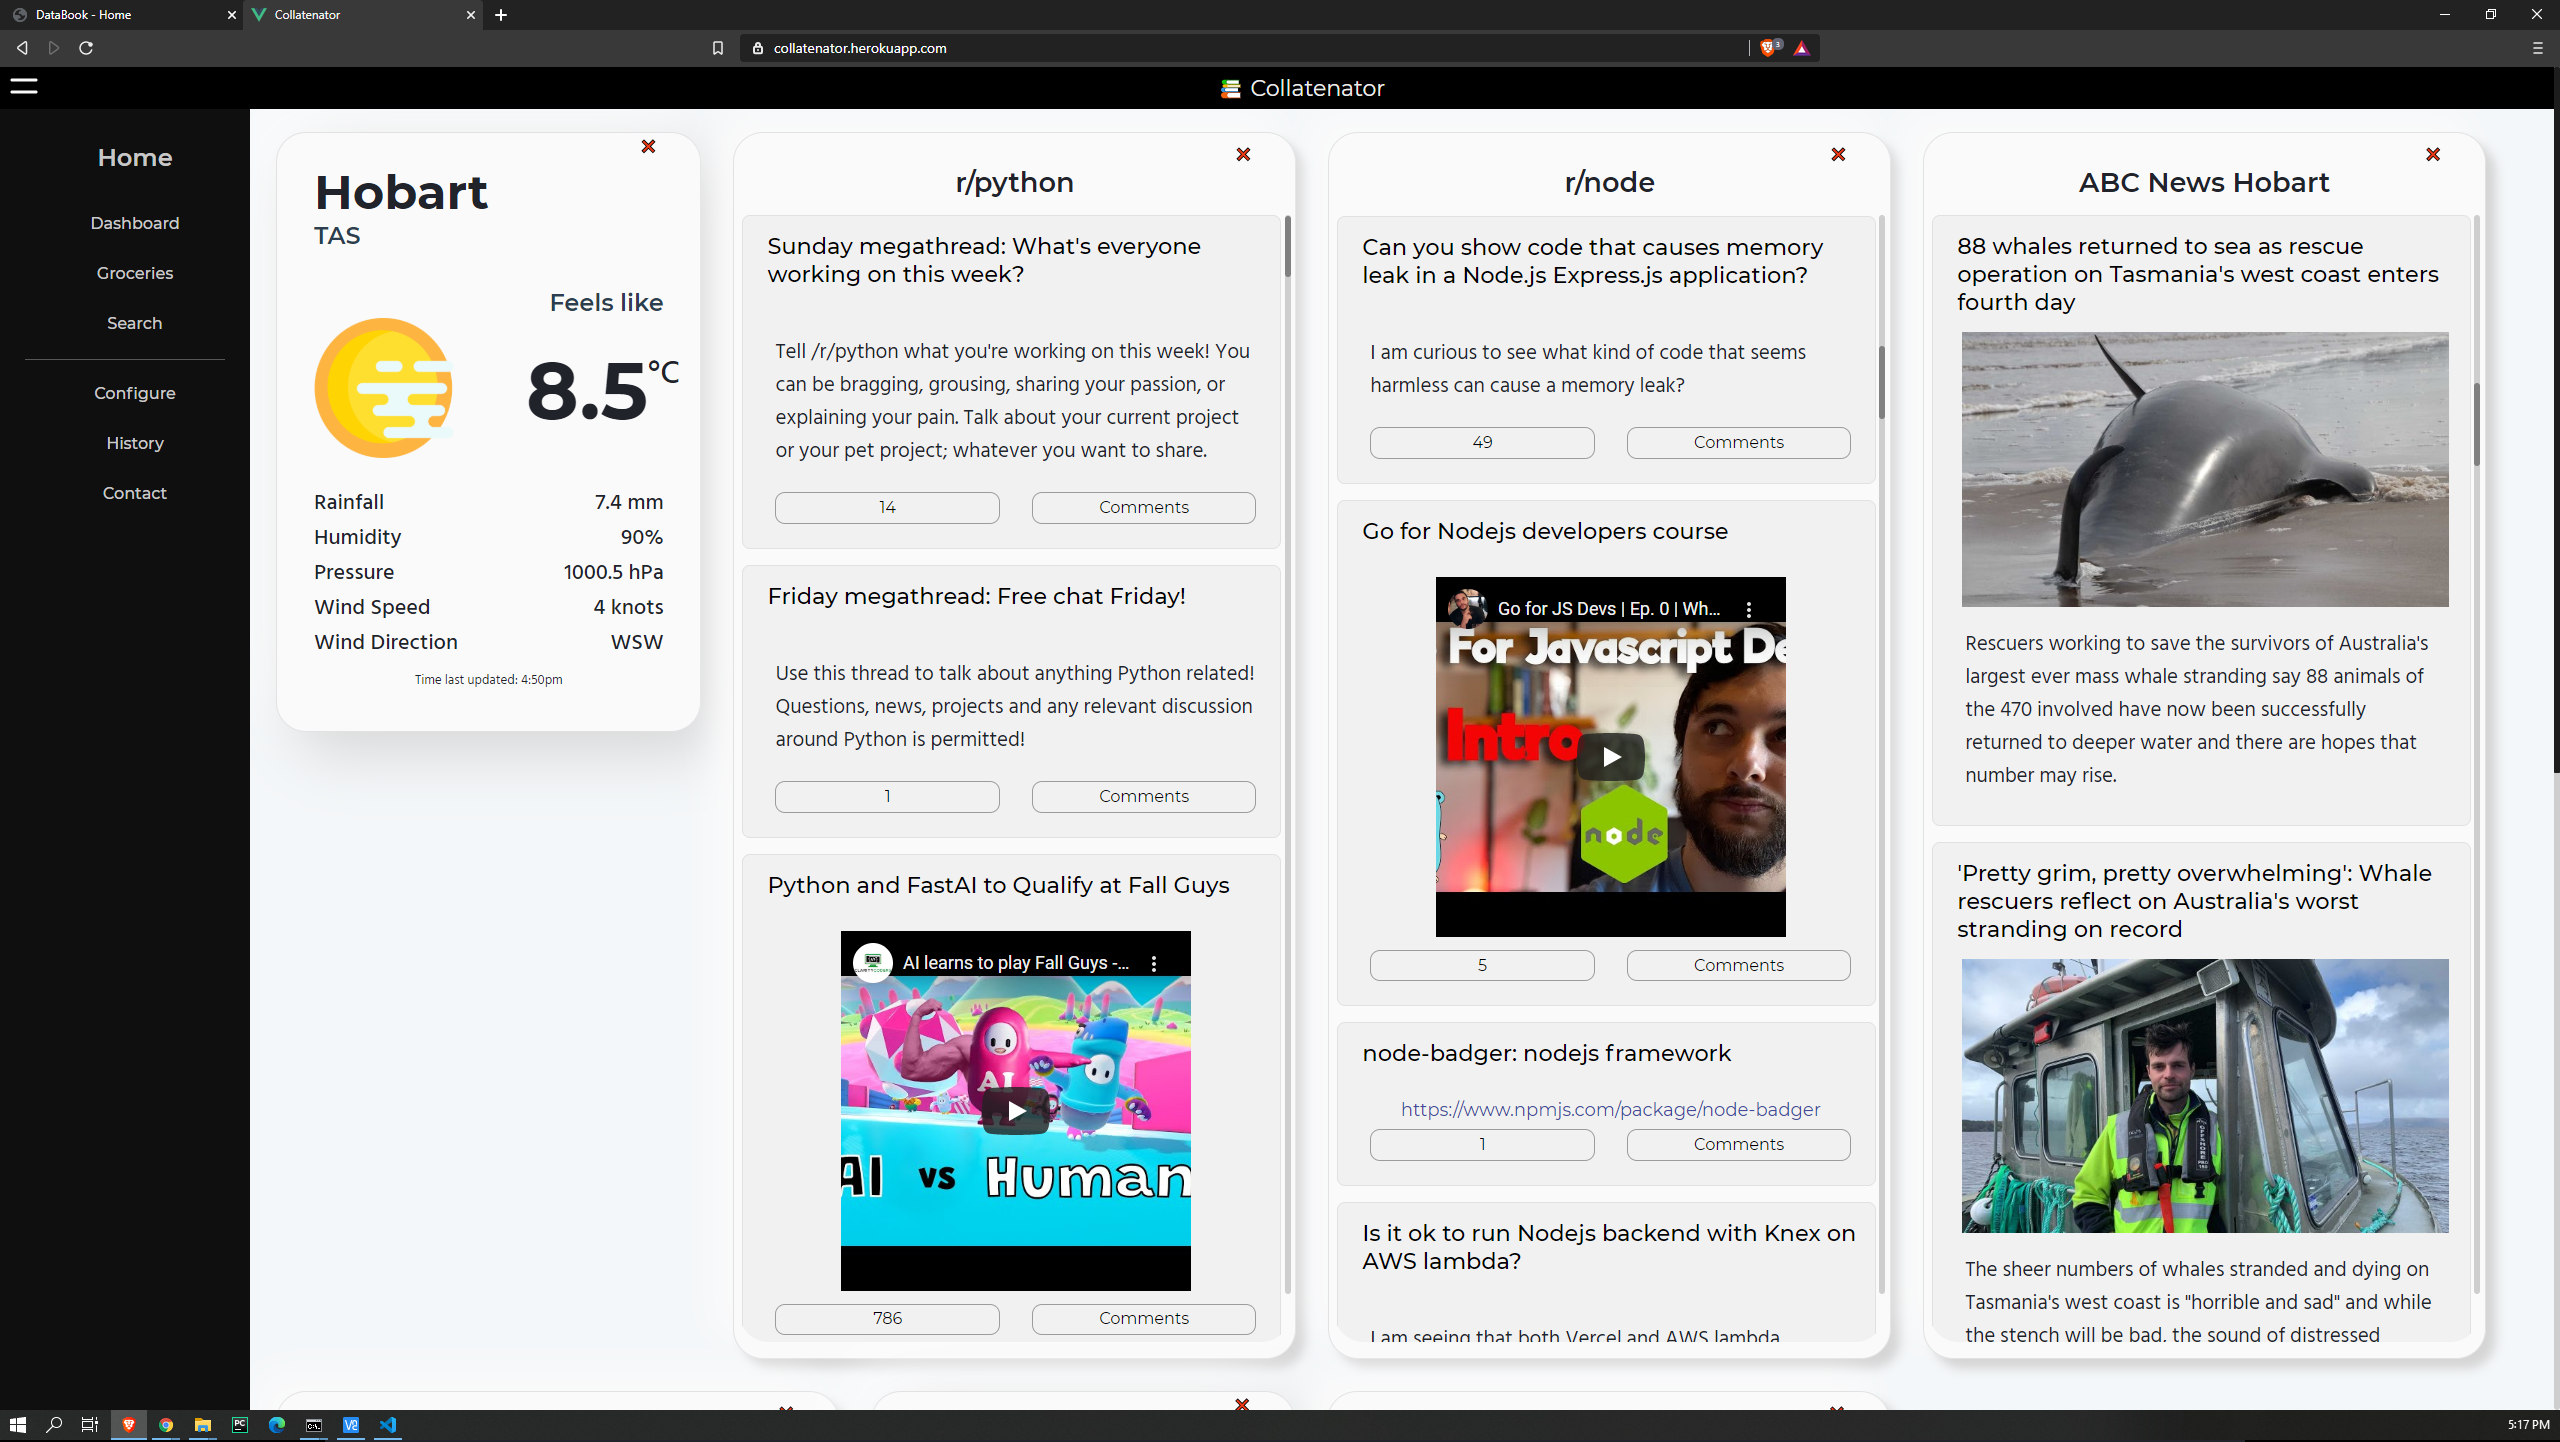 DataBook - Home
Collatenator
collatenator.herokuapp.com
3
Collatenator
Home
Dashboard
Groceries
Search
Configure
History
Contact
Hobart
TAS
Feels like
8.5°C
Rainfall 7.4 mm
Humidity 90%
Pressure 1000.5 hPa
Wind Speed 4 knots
Wind Direction WSW
Time last updated: 4:50pm
r/python
Sunday megathread: What's everyone
working on this week?
Tell /r/python what you're working on this week! You
can be bragging, grousing, sharing your passion, or
explaining your pain. Talk about your current project
or your pet project; whatever you want to share.
14 Comments
Friday megathread: Free chat Friday!
Use this thread to talk about anything Python related!
Questions, news, projects and any relevant discussion
around Python is permitted!
1 Comments
Python and FastAI to Qualify at Fall Guys
AI learns to play Fall Guys -...
AI
AI vs Human
786 Comments
r/node
Can you show code that causes memory
leak in a Node.js Express.js application?
I am curious to see what kind of code that seems
harmless can cause a memory leak?
49 Comments
Go for Nodejs developers course
Go for JS Devs | Ep. 0 | Wh...
For Javascript De
Intro
node
5 Comments
node-badger: nodejs framework
https://www.npmjs.com/package/node-badger
1 Comments
Is it ok to run Nodejs backend with Knex on
AWS lambda?
I am seeing that both Vercel and AWS lambda
ABC News Hobart
88 whales returned to sea as rescue
operation on Tasmania's west coast enters
fourth day
Rescuers working to save the survivors of Australia's
largest ever mass whale stranding say 88 animals of
the 470 involved have now been successfully
returned to deeper water and there are hopes that
number may rise.
'Pretty grim, pretty overwhelming': Whale
rescuers reflect on Australia's worst
stranding on record
The sheer numbers of whales stranded and dying on
Tasmania's west coast is "horrible and sad" and while
the stench will be bad, the sound of distressed
5:17 PM